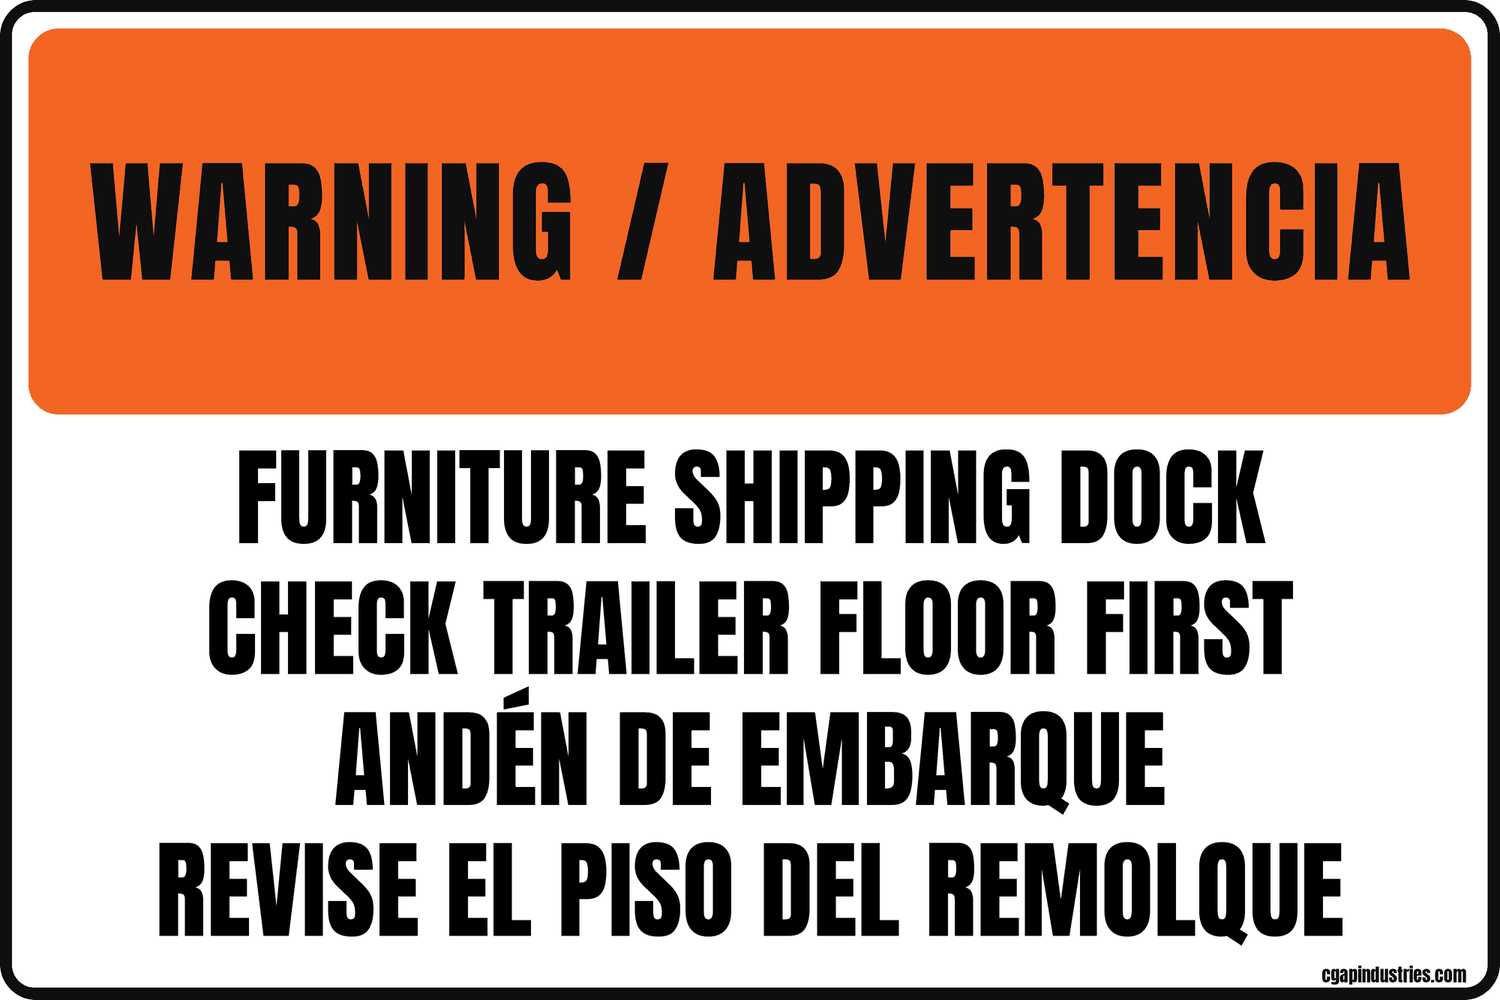 WARNING / ADVERTENCIA
FURNITURE SHIPPING DOCK
CHECK TRAILER FLOOR FIRST
ANDÉN DE EMBARQUE
REVISE EL PISO DEL REMOLQUE
cgapindustries.com